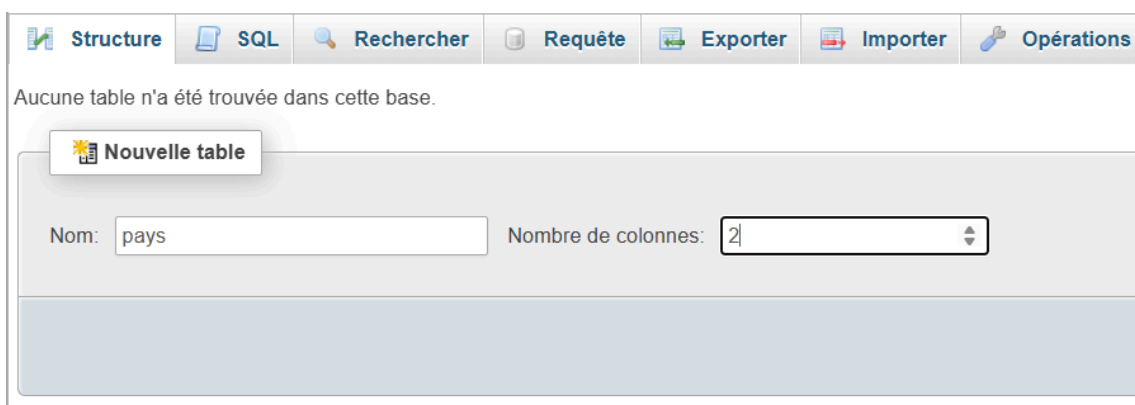 Structure SQL Rechercher Requête Exporter Importer Opérations
Aucune table n'a été trouvée dans cette base.
Nouvelle table
Nom: pays Nombre de colonnes: 2